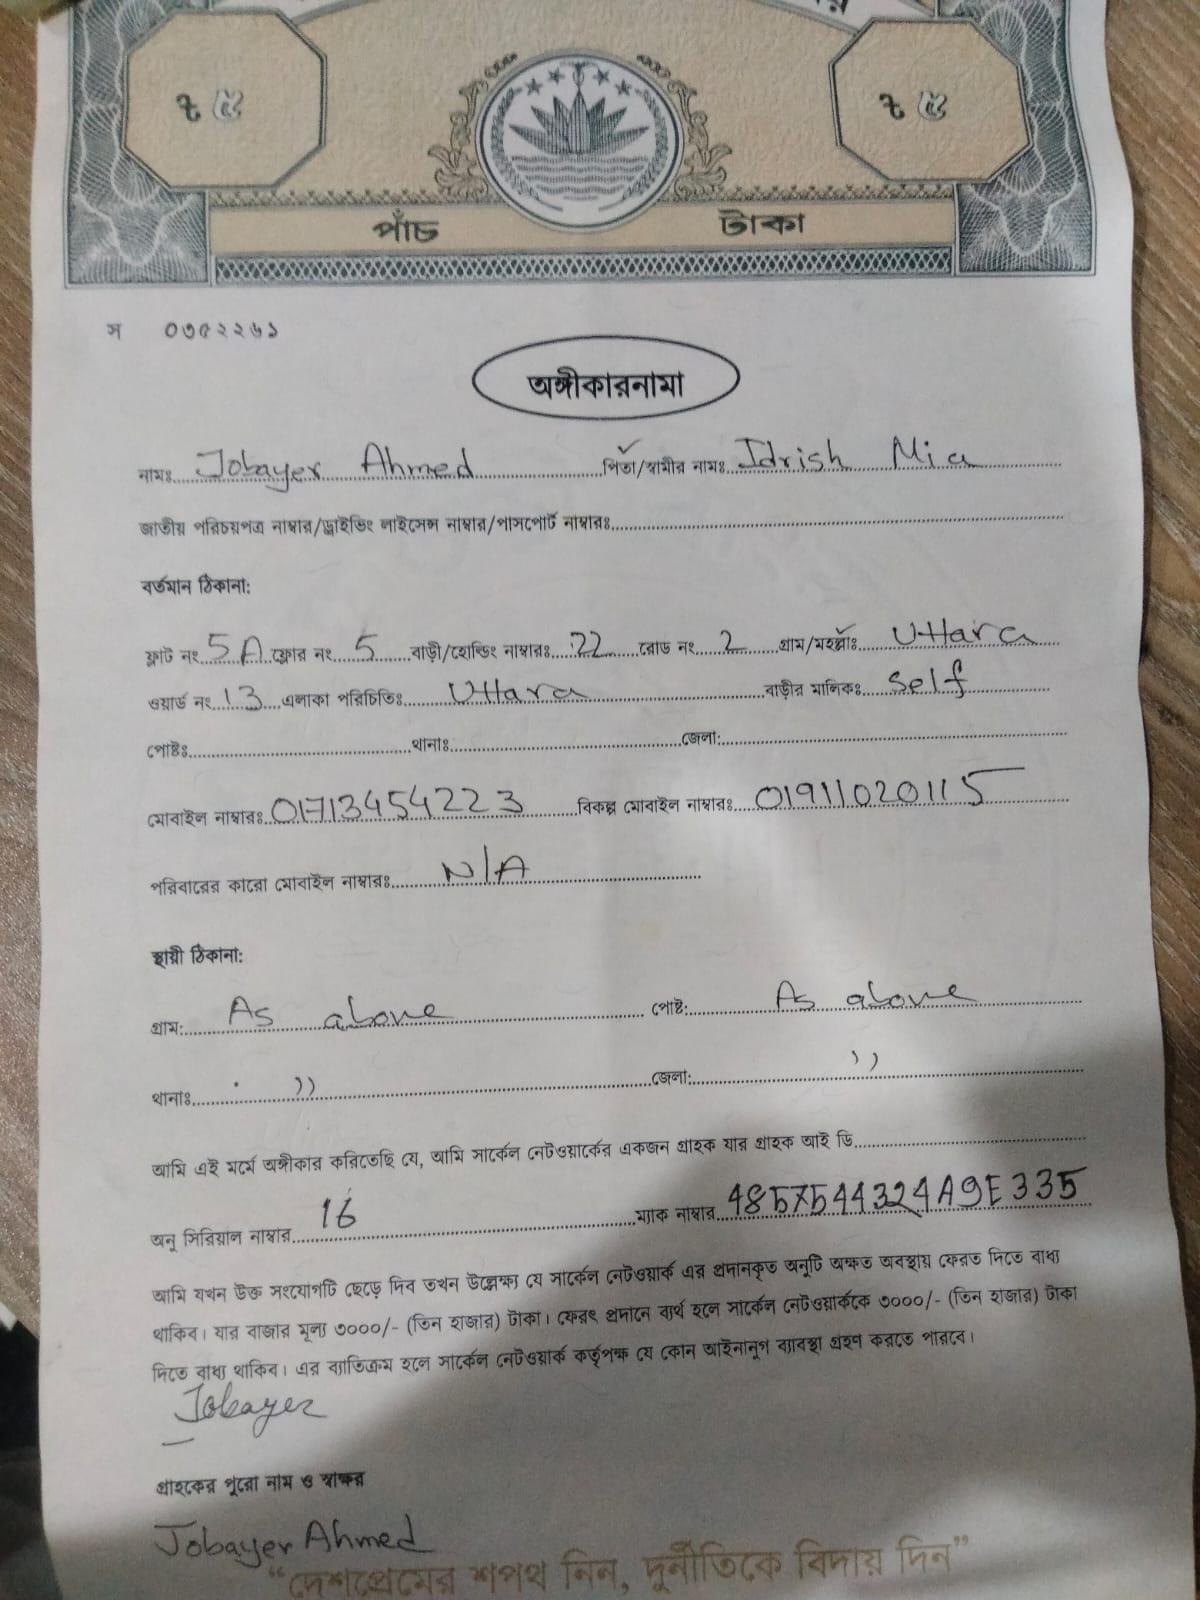 ৳ ৫ ৳ ৫
পাঁচ টাকা
স ০৩৫২২৬১
অঙ্গীকারনামা
নামঃ Jobayer Ahmed পিতা/স্বামীর নামঃ Idrish Mia
জাতীয় পরিচয়পত্র নাম্বার/ড্রাইভিং লাইসেন্স নাম্বার/পাসপোর্ট নাম্বারঃ
বর্তমান ঠিকানা:
ফ্লাট নং 5A ফ্লোর নং 5 বাড়ী/হোল্ডিং নাম্বারঃ 22 রোড নং 2 গ্রাম/মহল্লাঃ Uttara
ওয়ার্ড নং 13 এলাকা পরিচিতিঃ Uttara বাড়ীর মালিকঃ Self
পোষ্টঃ থানাঃ জেলা:
মোবাইল নাম্বারঃ 01713454223 বিকল্প মোবাইল নাম্বারঃ 01911020115
পরিবারের কারো মোবাইল নাম্বারঃ N/A
স্থায়ী ঠিকানা:
গ্রাম: As above পোষ্ট: As above
থানাঃ )) জেলা: ))
আমি এই মর্মে অঙ্গীকার করিতেছি যে, আমি সার্কেল নেটওয়ার্কের একজন গ্রাহক যার গ্রাহক আই ডি
অনু সিরিয়াল নাম্বার 16 ম্যাক নাম্বার 48575443244A9E335
আমি যখন উক্ত সংযোগটি ছেড়ে দিব তখন উল্লেক্ষ্য যে সার্কেল নেটওয়ার্ক এর প্রদানকৃত অনুটি অক্ষত অবস্থায় ফেরত দিতে বাধ্য
থাকিব। যার বাজার মূল্য ৩০০০/- (তিন হাজার) টাকা। ফেরৎ প্রদানে ব্যর্থ হলে সার্কেল নেটওয়ার্ককে ৩০০০/- (তিন হাজার) টাকা
দিতে বাধ্য থাকিব। এর ব্যাতিক্রম হলে সার্কেল নেটওয়ার্ক কর্তৃপক্ষ যে কোন আইনানুগ ব্যাবস্থা গ্রহণ করতে পারবে।
Jobayer
গ্রাহকের পুরো নাম ও স্বাক্ষর
Jobayer Ahmed
“দেশপ্রেমের শপথ নিন, দুর্নীতিকে বিদায় দিন”